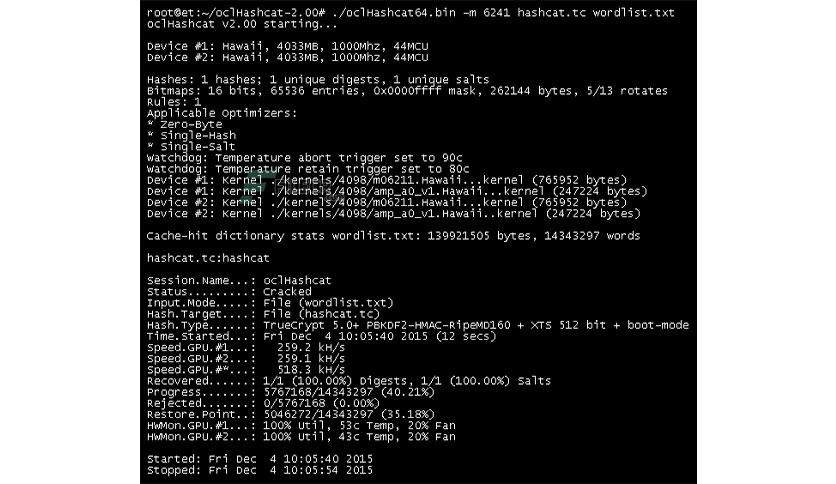 root@et:~/oclHashcat-2.00# ./oclHashcat64.bin -m 6241 hashcat.tc wordlist.txt
oclHashcat v2.00 starting...
Device #1: Hawaii, 4033MB, 1000Mhz, 44MCU
Device #2: Hawaii, 4033MB, 1000Mhz, 44MCU
Hashes: 1 hashes; 1 unique digests, 1 unique salts
Bitmaps: 16 bits, 65536 entries, 0x0000ffff mask, 262144 bytes, 5/13 rotates
Rules: 1
Applicable Optimizers:
* Zero-Byte
* Single-Hash
* Single-Salt
Watchdog: Temperature abort trigger set to 90c
Watchdog: Temperature retain trigger set to 80c
Device #1: Kernel ./kernels/4098/m06211.Hawaii...kernel (765952 bytes)
Device #1: Kernel ./kernels/4098/amp_a0_v1.Hawaii...kernel (247224 bytes)
Device #2: Kernel ./kernels/4098/m06211.Hawaii...kernel (765952 bytes)
Device #2: Kernel ./kernels/4098/amp_a0_v1.Hawaii...kernel (247224 bytes)
Cache-hit dictionary stats wordlist.txt: 139921505 bytes, 14343297 words
hashcat.tc:hashcat
Session.Name...: oclHashcat
Status.........: Cracked
Input.Mode.....: File (wordlist.txt)
Hash.Target....: File (hashcat.tc)
Hash.Type......: TrueCrypt 5.0+ PBKDF2-HMAC-RipeMD160 + XTS 512 bit + boot-mode
Time.Started...: Fri Dec  4 10:05:40 2015 (12 secs)
Speed.GPU.#1...:   259.2 kH/s
Speed.GPU.#2...:   259.1 kH/s
Speed.GPU.#*...:   518.3 kH/s
Recovered......: 1/1 (100.00%) Digests, 1/1 (100.00%) Salts
Progress.......: 5767168/14343297 (40.21%)
Rejected.......: 0/5767168 (0.00%)
Restore.Point..: 5046272/14343297 (35.18%)
HWMon.GPU.#1...: 100% Util, 53c Temp, 20% Fan
HWMon.GPU.#2...: 100% Util, 43c Temp, 20% Fan
Started: Fri Dec  4 10:05:40 2015
Stopped: Fri Dec  4 10:05:54 2015